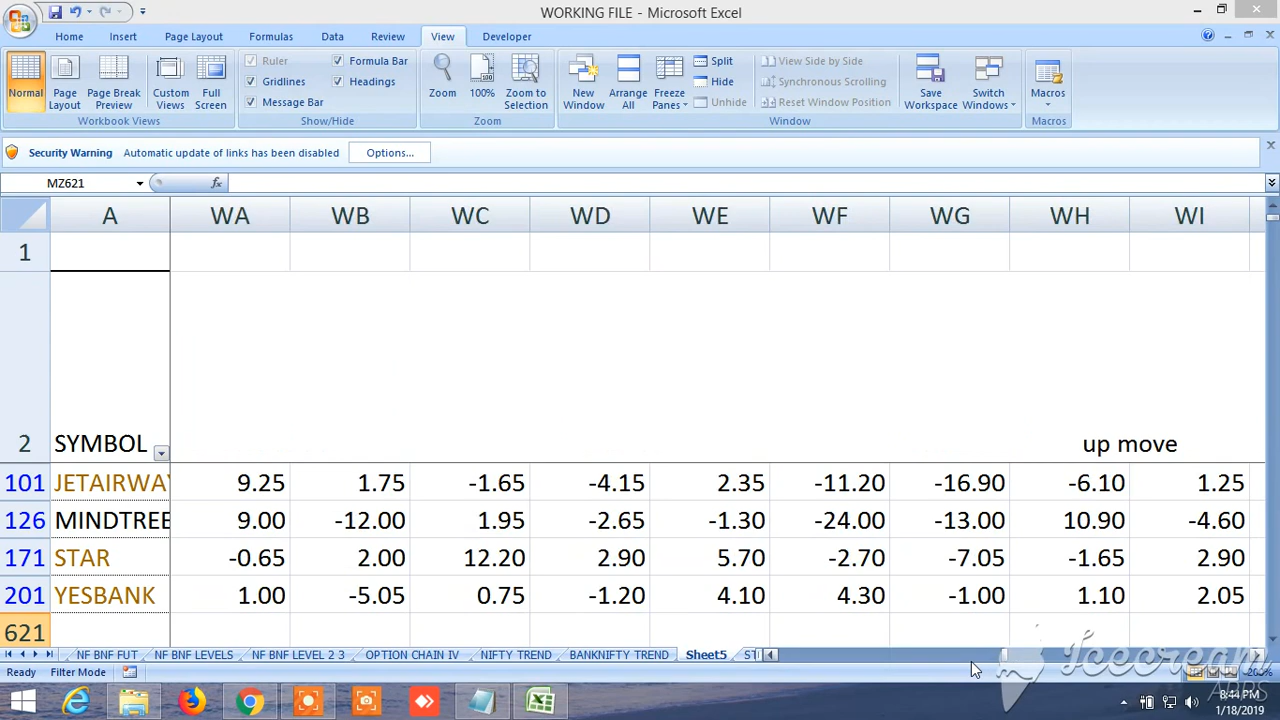 WORKING FILE - Microsoft Excel
Home Insert Page Layout Formulas Data Review View Developer
Normal Page Layout Page Break Preview Custom Views Full Screen
Workbook Views
Ruler Formula Bar
Gridlines Headings
Message Bar
Show/Hide
Zoom 100% Zoom to Selection
Zoom
New Window Arrange All Freeze Panes
Split
Hide
Unhide
View Side by Side
Synchronous Scrolling
Reset Window Position
Window
Save Workspace Switch Windows
Macros
Macros
Security Warning Automatic update of links has been disabled Options...
MZ621 fx
A WA WB WC WD WE WF WG WH WI
1
2 SYMBOL up move
101 JETAIRWAY 9.25 1.75 -1.65 -4.15 2.35 -11.20 -16.90 -6.10 1.25
126 MINDTREE 9.00 -12.00 1.95 -2.65 -1.30 -24.00 -13.00 10.90 -4.60
171 STAR -0.65 2.00 12.20 2.90 5.70 -2.70 -7.05 -1.65 2.90
201 YESBANK 1.00 -5.05 0.75 -1.20 4.10 4.30 -1.00 1.10 2.05
621
NF BNF FUT NF BNF LEVELS NF BNF LEVEL 2 3 OPTION CHAIN IV NIFTY TREND BANKNIFTY TREND Sheet5 ST
Ready Filter Mode 200%
Icecream
APPS
8:44 PM
1/18/2019